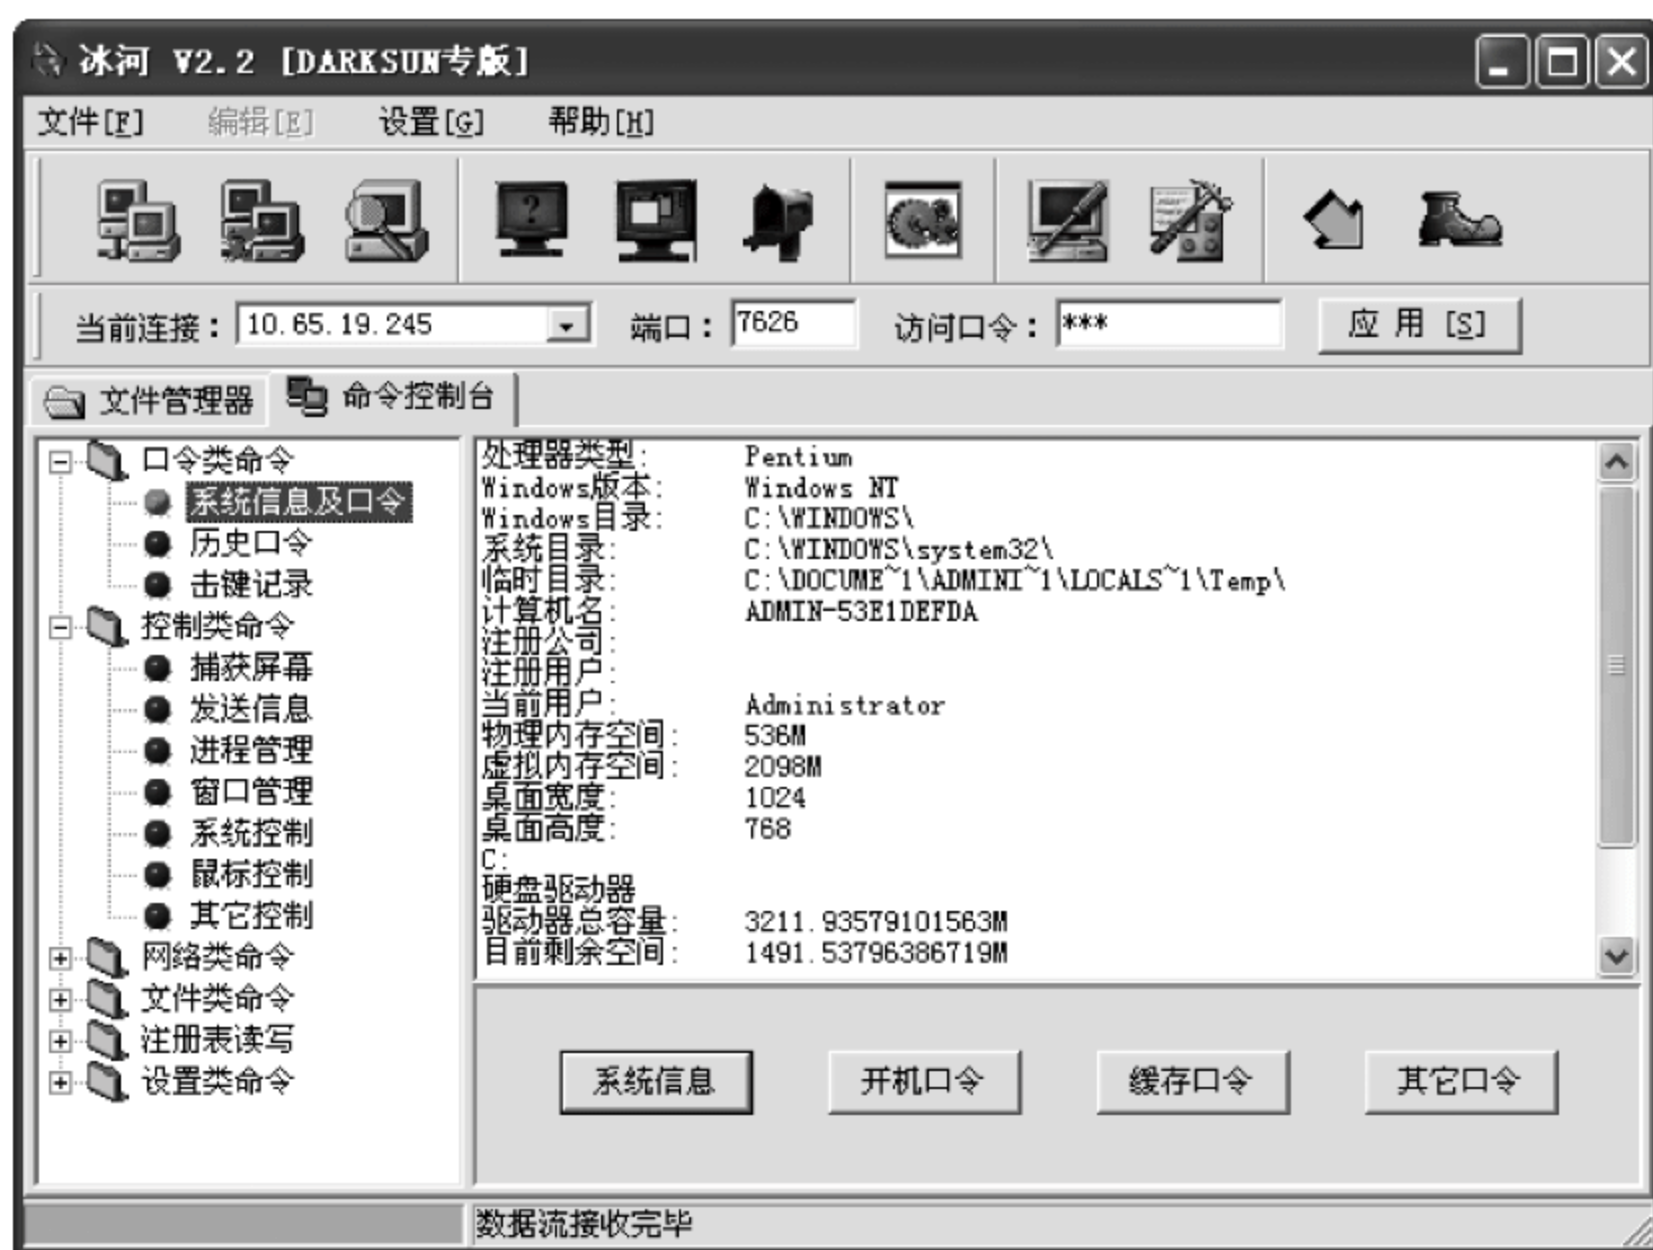 冰河 V2.2 [DARKSUN专版]
文件[F] 编辑[E] 设置[G] 帮助[H]
当前连接： 10.65.19.245 端口： 7626 访问口令： *** 应 用 [S]
文件管理器 命令控制台
口令类命令
系统信息及口令
历史口令
击键记录
控制类命令
捕获屏幕
发送信息
进程管理
窗口管理
系统控制
鼠标控制
其它控制
网络类命令
文件类命令
注册表读写
设置类命令
处理器类型: Pentium
Windows版本: Windows NT
Windows目录: C:\WINDOWS\
系统目录: C:\WINDOWS\system32\
临时目录: C:\DOCUME~1\ADMINI~1\LOCALS~1\Temp\
计算机名: ADMIN-53E1DEFDA
注册公司:
注册用户:
当前用户: Administrator
物理内存空间: 536M
虚拟内存空间: 2098M
桌面宽度: 1024
桌面高度: 768
C:
硬盘驱动器
驱动器总容量: 3211.93579101563M
目前剩余空间: 1491.53796386719M
系统信息 开机口令 缓存口令 其它口令
数据流接收完毕